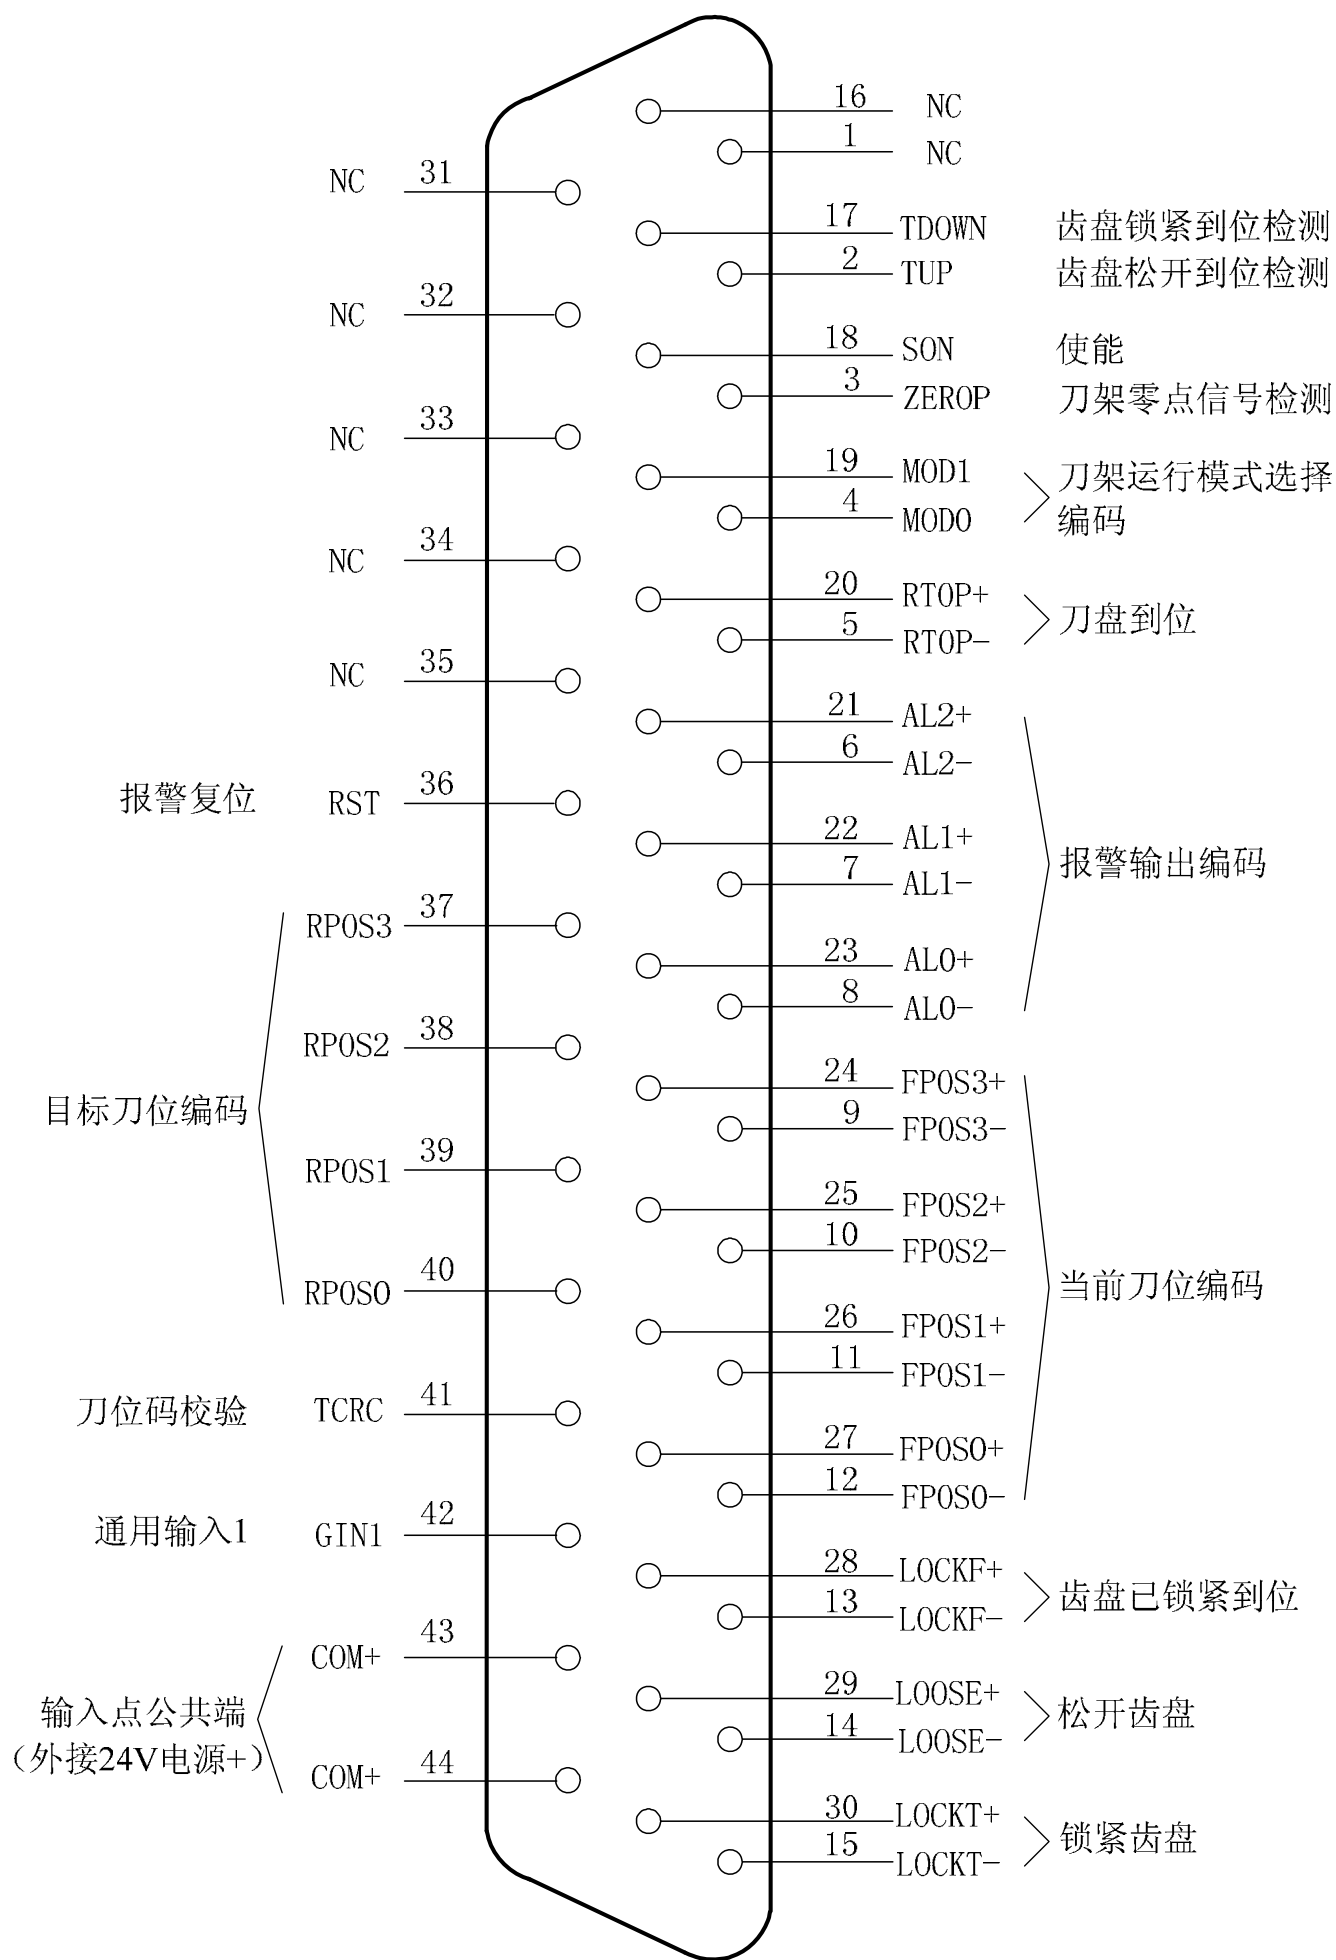 16 NC
1 NC
NC 31
17 TDOWN 齿盘锁紧到位检测
2 TUP 齿盘松开到位检测
NC 32
18 SON 使能
3 ZEROP 刀架零点信号检测
NC 33
19 MOD1 刀架运行模式选择
4 MOD0 编码
NC 34
20 RTOP+
刀盘到位
5 RTOP-
NC 35
21 AL2+
6 AL2-
报警复位 RST 36
22 AL1+
报警输出编码
7 AL1-
RPOS3 37
23 AL0+
8 AL0-
RPOS2 38
24 FPOS3+
目标刀位编码
9 FPOS3-
RPOS1 39
25 FPOS2+
10 FPOS2-
RPOS0 40
当前刀位编码
26 FPOS1+
11 FPOS1-
刀位码校验 TCRC 41
27 FPOS0+
12 FPOS0-
通用输入1 GIN1 42
28 LOCKF+
齿盘已锁紧到位
13 LOCKF-
COM+ 43
29 LOOSE+
输入点公共端
松开齿盘
14 LOOSE-
（外接24V电源+）
COM+ 44
30 LOCKT+
锁紧齿盘
15 LOCKT-